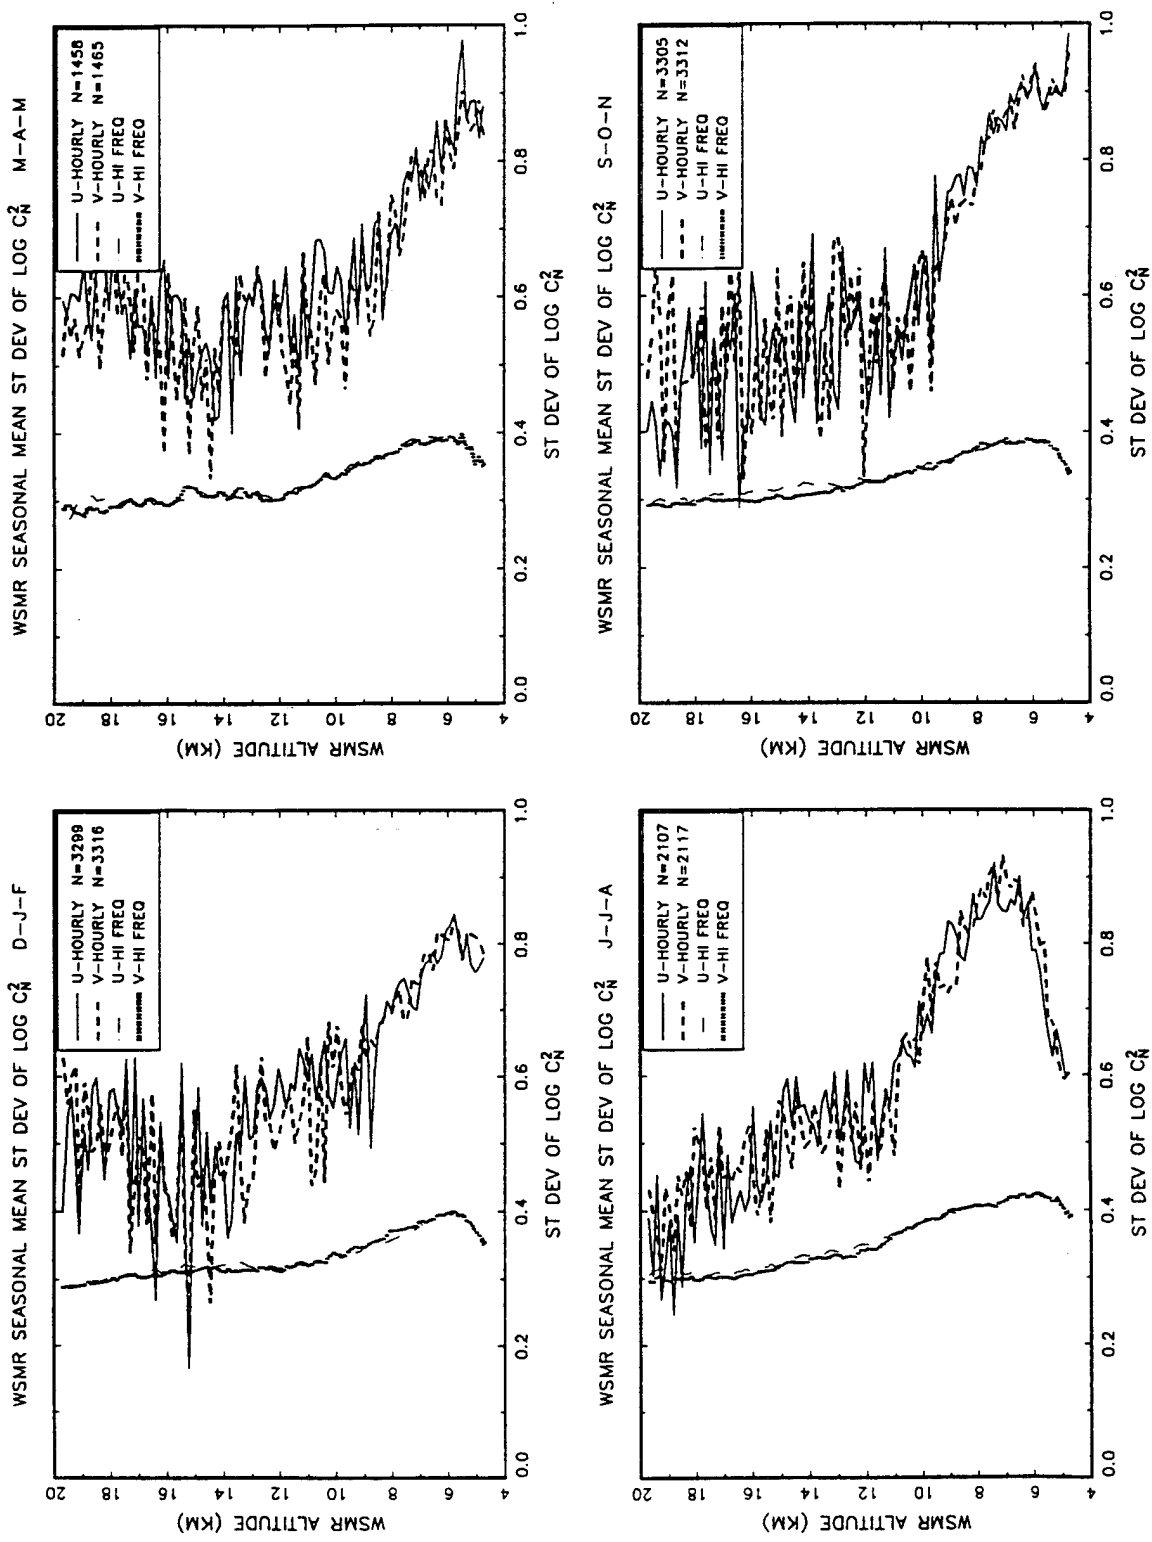 WSMR SEASONAL MEAN ST DEV OF LOG C²N D-J-F
U-HOURLY N=3299
V-HOURLY N=3316
U-HI FREQ
V-HI FREQ
WSMR ALTITUDE (KM)
20
18
16
14
12
10
8
6
4
0.0
0.2
0.4
0.6
0.8
1.0
ST DEV OF LOG C²N
WSMR SEASONAL MEAN ST DEV OF LOG C²N M-A-M
U-HOURLY N=1458
V-HOURLY N=1465
U-HI FREQ
V-HI FREQ
WSMR ALTITUDE (KM)
20
18
16
14
12
10
8
6
4
0.0
0.2
0.4
0.6
0.8
1.0
ST DEV OF LOG C²N
WSMR SEASONAL MEAN ST DEV OF LOG C²N J-J-A
U-HOURLY N=2107
V-HOURLY N=2117
U-HI FREQ
V-HI FREQ
WSMR ALTITUDE (KM)
20
18
16
14
12
10
8
6
4
0.0
0.2
0.4
0.6
0.8
1.0
ST DEV OF LOG C²N
WSMR SEASONAL MEAN ST DEV OF LOG C²N S-O-N
U-HOURLY N=3305
V-HOURLY N=3312
U-HI FREQ
V-HI FREQ
WSMR ALTITUDE (KM)
20
18
16
14
12
10
8
6
4
0.0
0.2
0.4
0.6
0.8
1.0
ST DEV OF LOG C²N